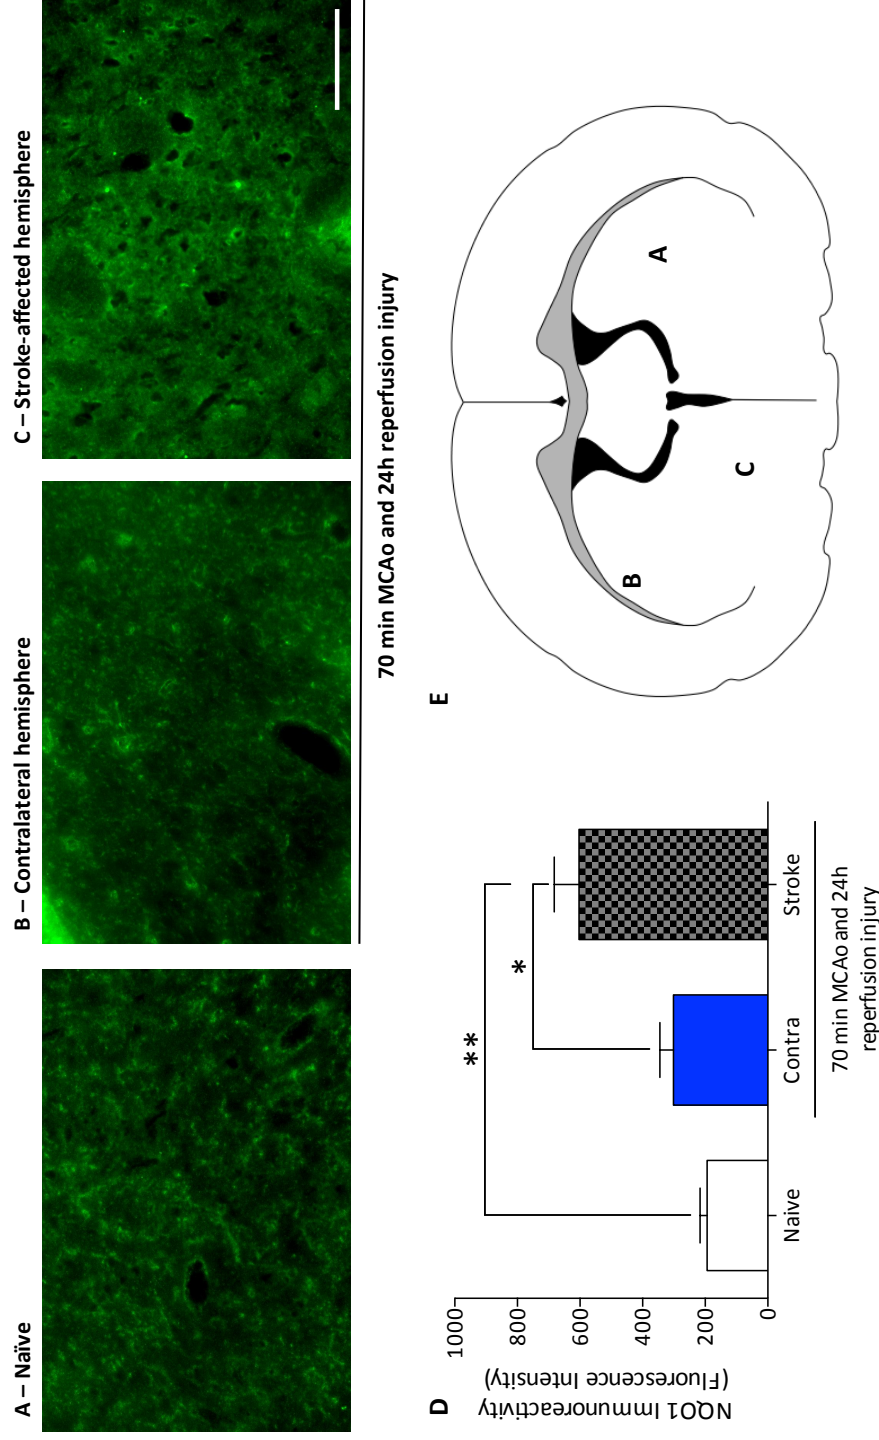 A – Naïve
B – Contralateral hemisphere
C – Stroke-affected hemisphere
70 min MCAo and 24h reperfusion injury
D
NQO1 Immunoreactivity
(Fluorescence Intensity)
1000
800
600
400
200
0
**
*
Naive
Contra
Stroke
70 min MCAo and 24h
reperfusion injury
E
A
B
C